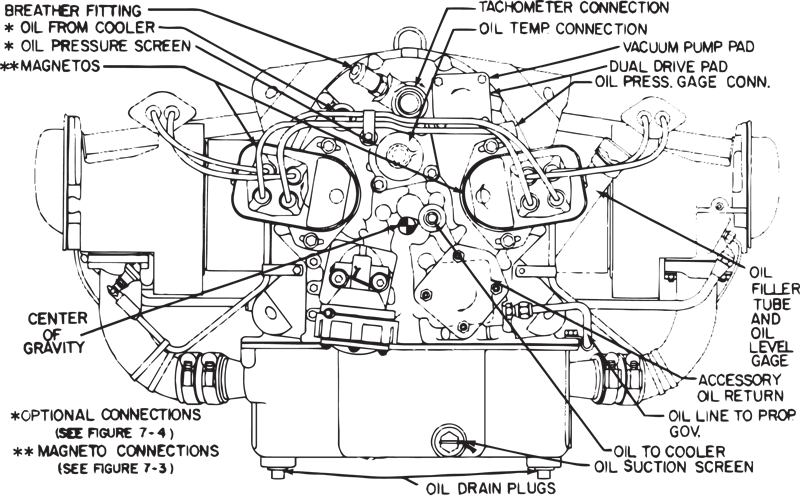 BREATHER FITTING
* OIL FROM COOLER
* OIL PRESSURE SCREEN
**MAGNETOS
TACHOMETER CONNECTION
OIL TEMP. CONNECTION
VACUUM PUMP PAD
DUAL DRIVE PAD
OIL PRESS. GAGE CONN.
CENTER
OF
GRAVITY
OIL
FILLER
TUBE
AND
OIL
LEVEL
GAGE
ACCESSORY
OIL RETURN
OIL LINE TO PROP.
GOV.
OIL TO COOLER
OIL SUCTION SCREEN
OIL DRAIN PLUGS
*OPTIONAL CONNECTIONS
(SEE FIGURE 7-4)
** MAGNETO CONNECTIONS
(SEE FIGURE 7-3)